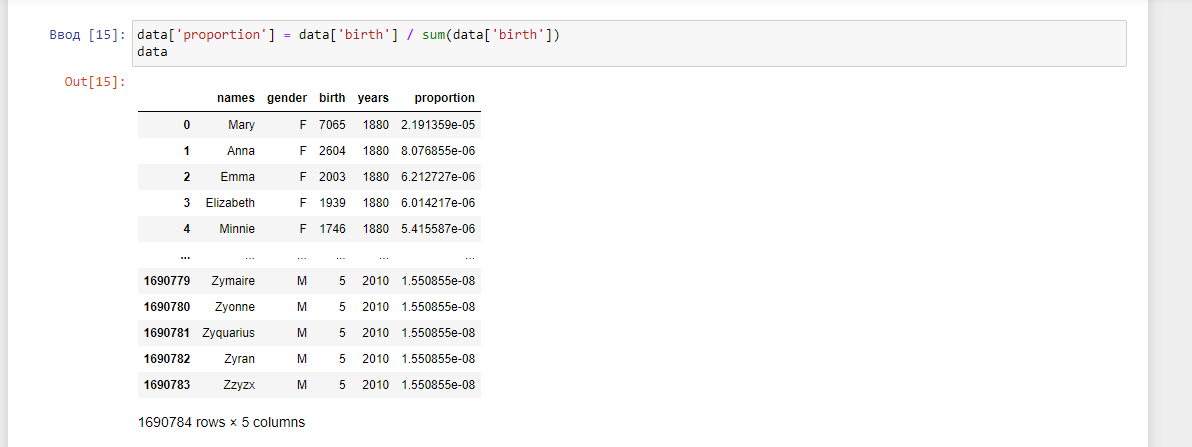 Ввод [15]: data['proportion'] = data['birth'] / sum(data['birth'])
data
Out[15]:
names gender birth years proportion
0 Mary F 7065 1880 2.191359e-05
1 Anna F 2604 1880 8.076855e-06
2 Emma F 2003 1880 6.212727e-06
3 Elizabeth F 1939 1880 6.014217e-06
4 Minnie F 1746 1880 5.415587e-06
... ... ... ... ... ...
1690779 Zymaire M 5 2010 1.550855e-08
1690780 Zyonne M 5 2010 1.550855e-08
1690781 Zyquarius M 5 2010 1.550855e-08
1690782 Zyran M 5 2010 1.550855e-08
1690783 Zzyzx M 5 2010 1.550855e-08
1690784 rows × 5 columns